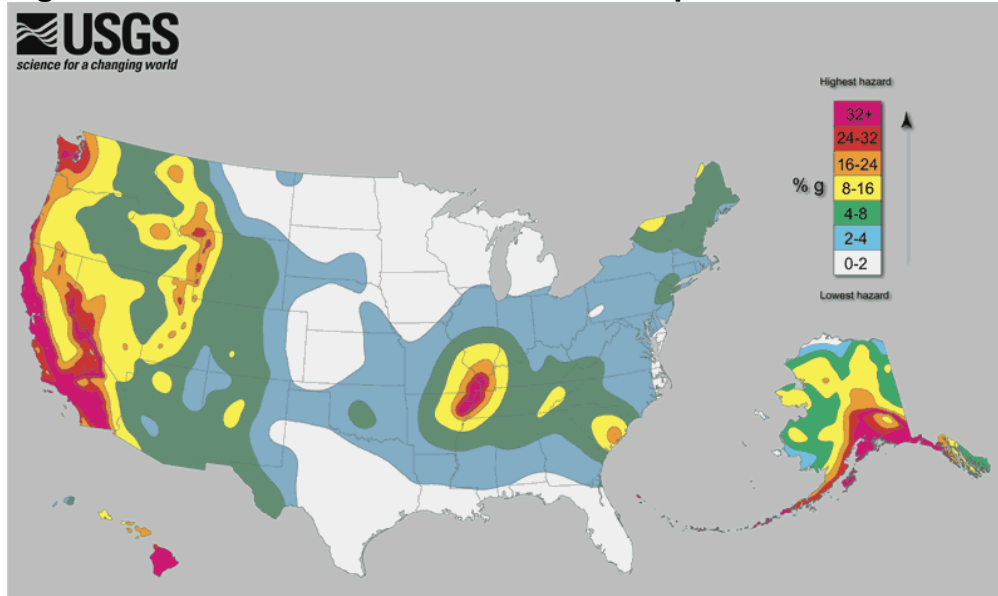 USGS
science for a changing world
Highest hazard
32+
24-32
16-24
% g
8-16
4-8
2-4
0-2
Lowest hazard